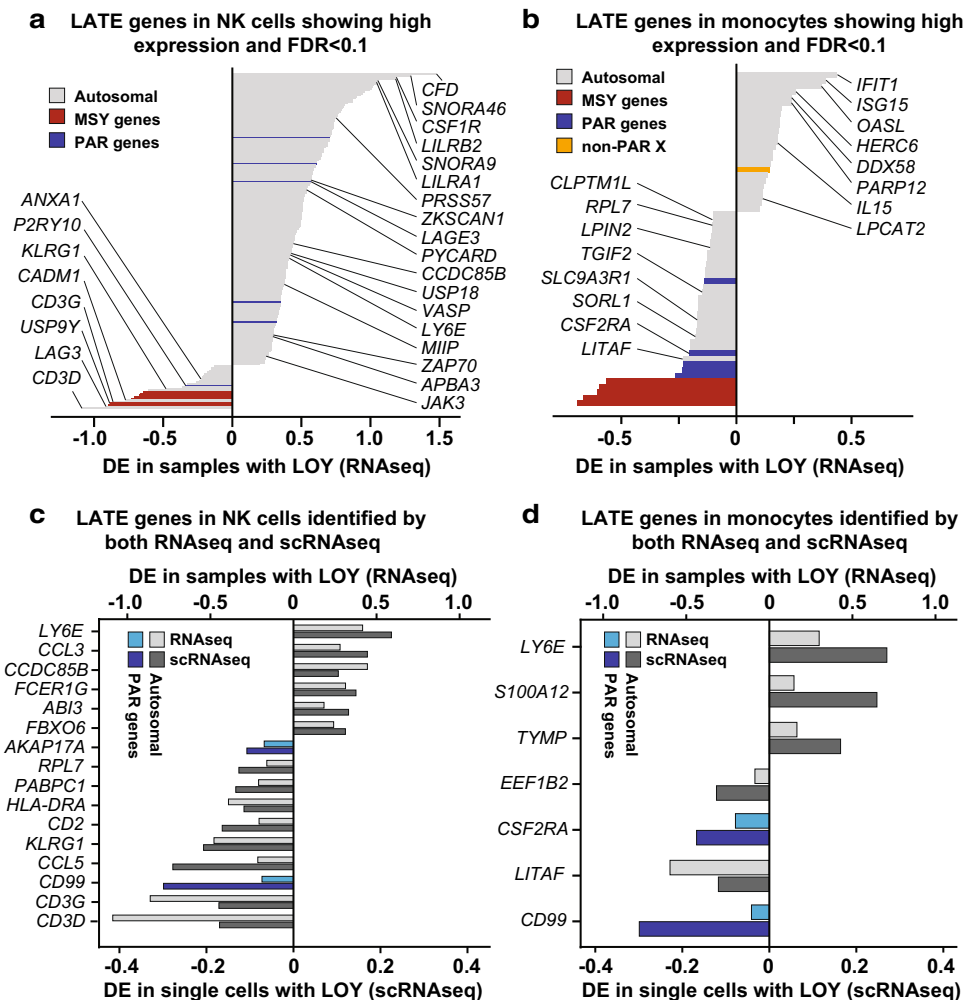 a LATE genes in NK cells showing high
expression and FDR<0.1
Autosomal
MSY genes
PAR genes
CFD
SNORA46
CSF1R
LILRB2
SNORA9
LILRA1
PRSS57
ZKSCAN1
LAGE3
PYCARD
CCDC85B
USP18
VASP
LY6E
MIIP
ZAP70
APBA3
JAK3
ANXA1
P2RY10
KLRG1
CADM1
CD3G
USP9Y
LAG3
CD3D
-1.0 -0.5 0 0.5 1.0 1.5
DE in samples with LOY (RNAseq)
b LATE genes in monocytes showing high
expression and FDR<0.1
Autosomal
MSY genes
PAR genes
non-PAR X
IFIT1
ISG15
OASL
HERC6
DDX58
PARP12
IL15
LPCAT2
CLPTM1L
RPL7
LPIN2
TGIF2
SLC9A3R1
SORL1
CSF2RA
LITAF
-0.5 0 0.5
DE in samples with LOY (RNAseq)
c LATE genes in NK cells identified by
both RNAseq and scRNAseq
DE in samples with LOY (RNAseq)
-1.0 -0.5 0 0.5 1.0
RNAseq
scRNAseq
PAR genes
Autosomal
LY6E
CCL3
CCDC85B
FCER1G
ABI3
FBXO6
AKAP17A
RPL7
PABPC1
HLA-DRA
CD2
KLRG1
CCL5
CD99
CD3G
CD3D
-0.4 -0.2 0 0.2 0.4
DE in single cells with LOY (scRNAseq)
d LATE genes in monocytes identified by
both RNAseq and scRNAseq
DE in samples with LOY (RNAseq)
-1.0 -0.5 0 0.5 1.0
RNAseq
scRNAseq
PAR genes
Autosomal
LY6E
S100A12
TYMP
EEF1B2
CSF2RA
LITAF
CD99
-0.4 -0.2 0 0.2 0.4
DE in single cells with LOY (scRNAseq)